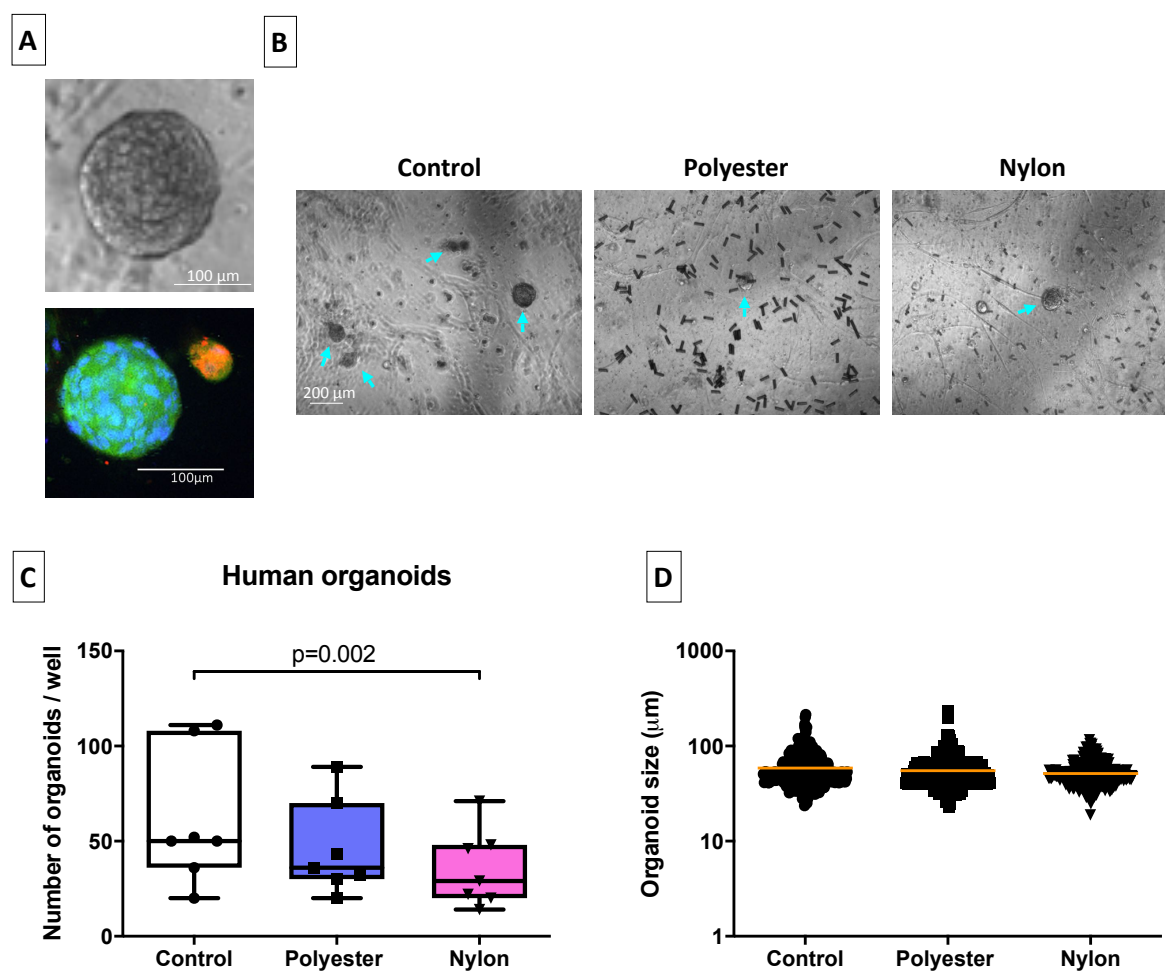 A
B
100 µm
100µm
Control
Polyester
Nylon
200 µm
C
Human organoids
Number of organoids / well
150
100
50
0
p=0.002
Control
Polyester
Nylon
D
Organoid size (µm)
1000
100
10
1
Control
Polyester
Nylon